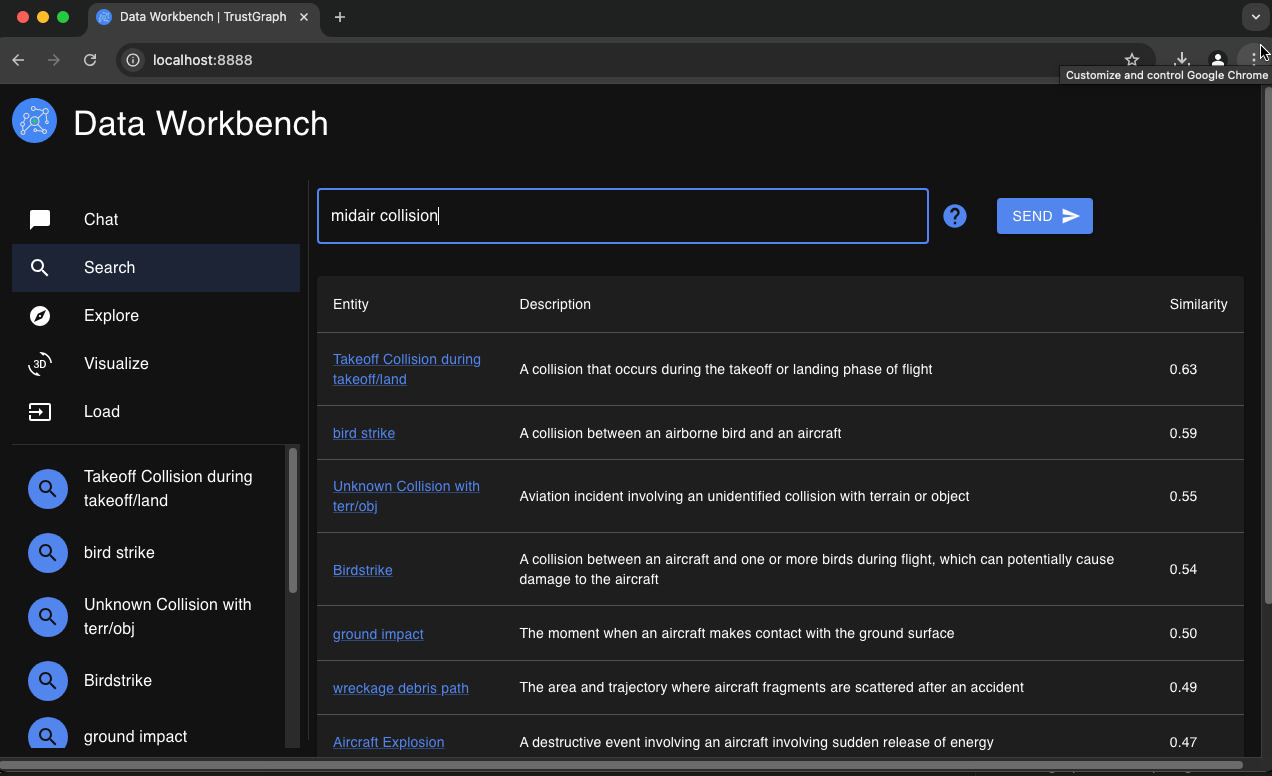 Data Workbench | TrustGraph
localhost:8888
Customize and control Google Chrome
Data Workbench
Chat
Search
Explore
3D
Visualize
Load
Takeoff Collision during
takeoff/land
bird strike
Unknown Collision with
terr/obj
Birdstrike
ground impact
midair collision
?
SEND
Entity
Description
Similarity
Takeoff Collision during
takeoff/land
A collision that occurs during the takeoff or landing phase of flight
0.63
bird strike
A collision between an airborne bird and an aircraft
0.59
Unknown Collision with
terr/obj
Aviation incident involving an unidentified collision with terrain or object
0.55
Birdstrike
A collision between an aircraft and one or more birds during flight, which can potentially cause
damage to the aircraft
0.54
ground impact
The moment when an aircraft makes contact with the ground surface
0.50
wreckage debris path
The area and trajectory where aircraft fragments are scattered after an accident
0.49
Aircraft Explosion
A destructive event involving an aircraft involving sudden release of energy
0.47